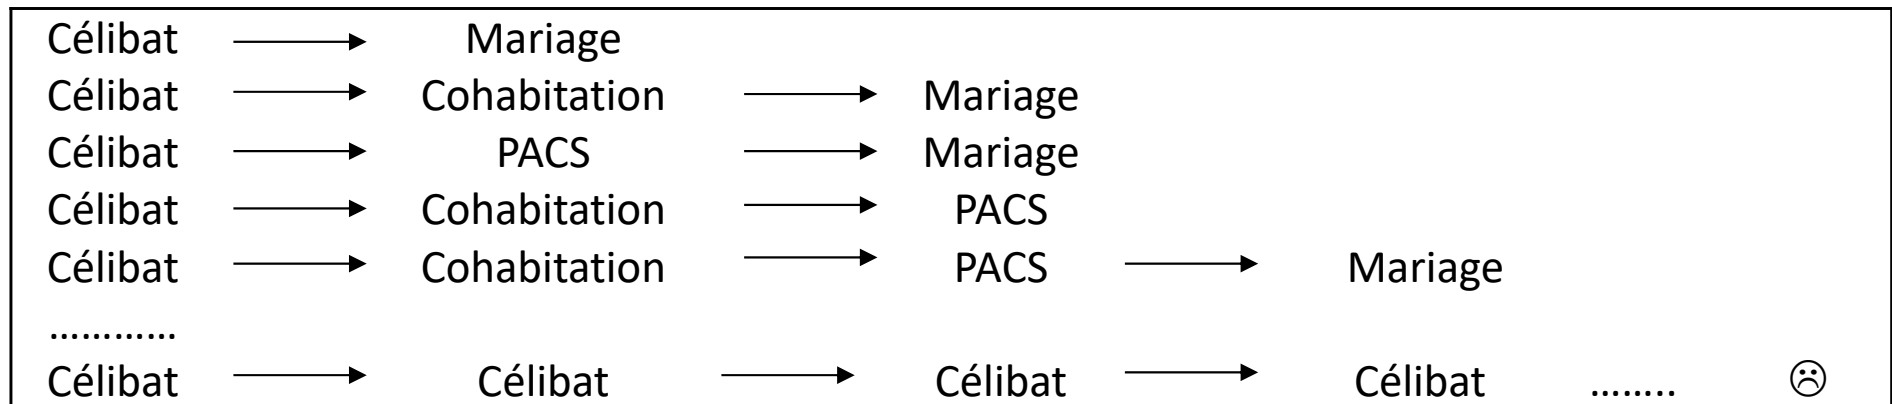 Célibat → Mariage
Célibat → Cohabitation → Mariage
Célibat → PACS → Mariage
Célibat → Cohabitation → PACS
Célibat → Cohabitation → PACS → Mariage
…………
Célibat → Célibat → Célibat → Célibat …….. ☹